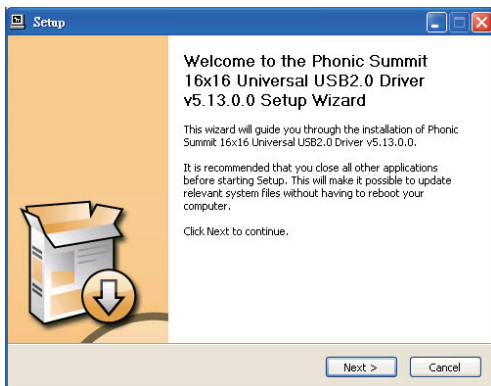 Setup
Welcome to the Phonic Summit
16x16 Universal USB2.0 Driver
v5.13.0.0 Setup Wizard
This wizard will guide you through the installation of Phonic
Summit 16x16 Universal USB2.0 Driver v5.13.0.0.
It is recommended that you close all other applications
before starting Setup. This will make it possible to update
relevant system files without having to reboot your
computer.
Click Next to continue.
Next >
Cancel